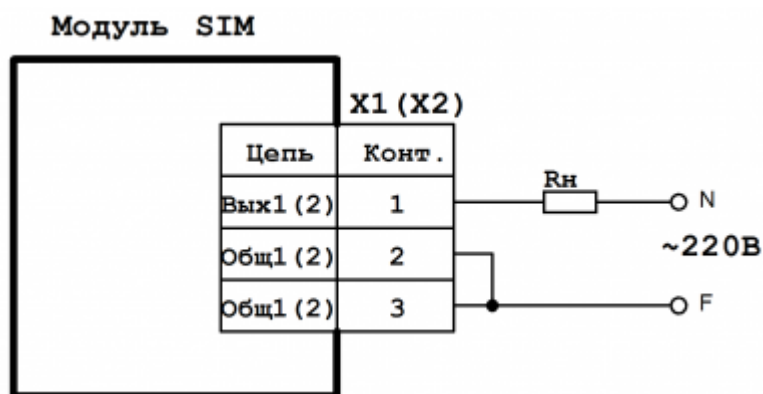 Модуль SIM
X1(X2)
Цепь Конт.
Вых1(2) 1 Rн N
Общ1(2) 2 ~220В
Общ1(2) 3 F